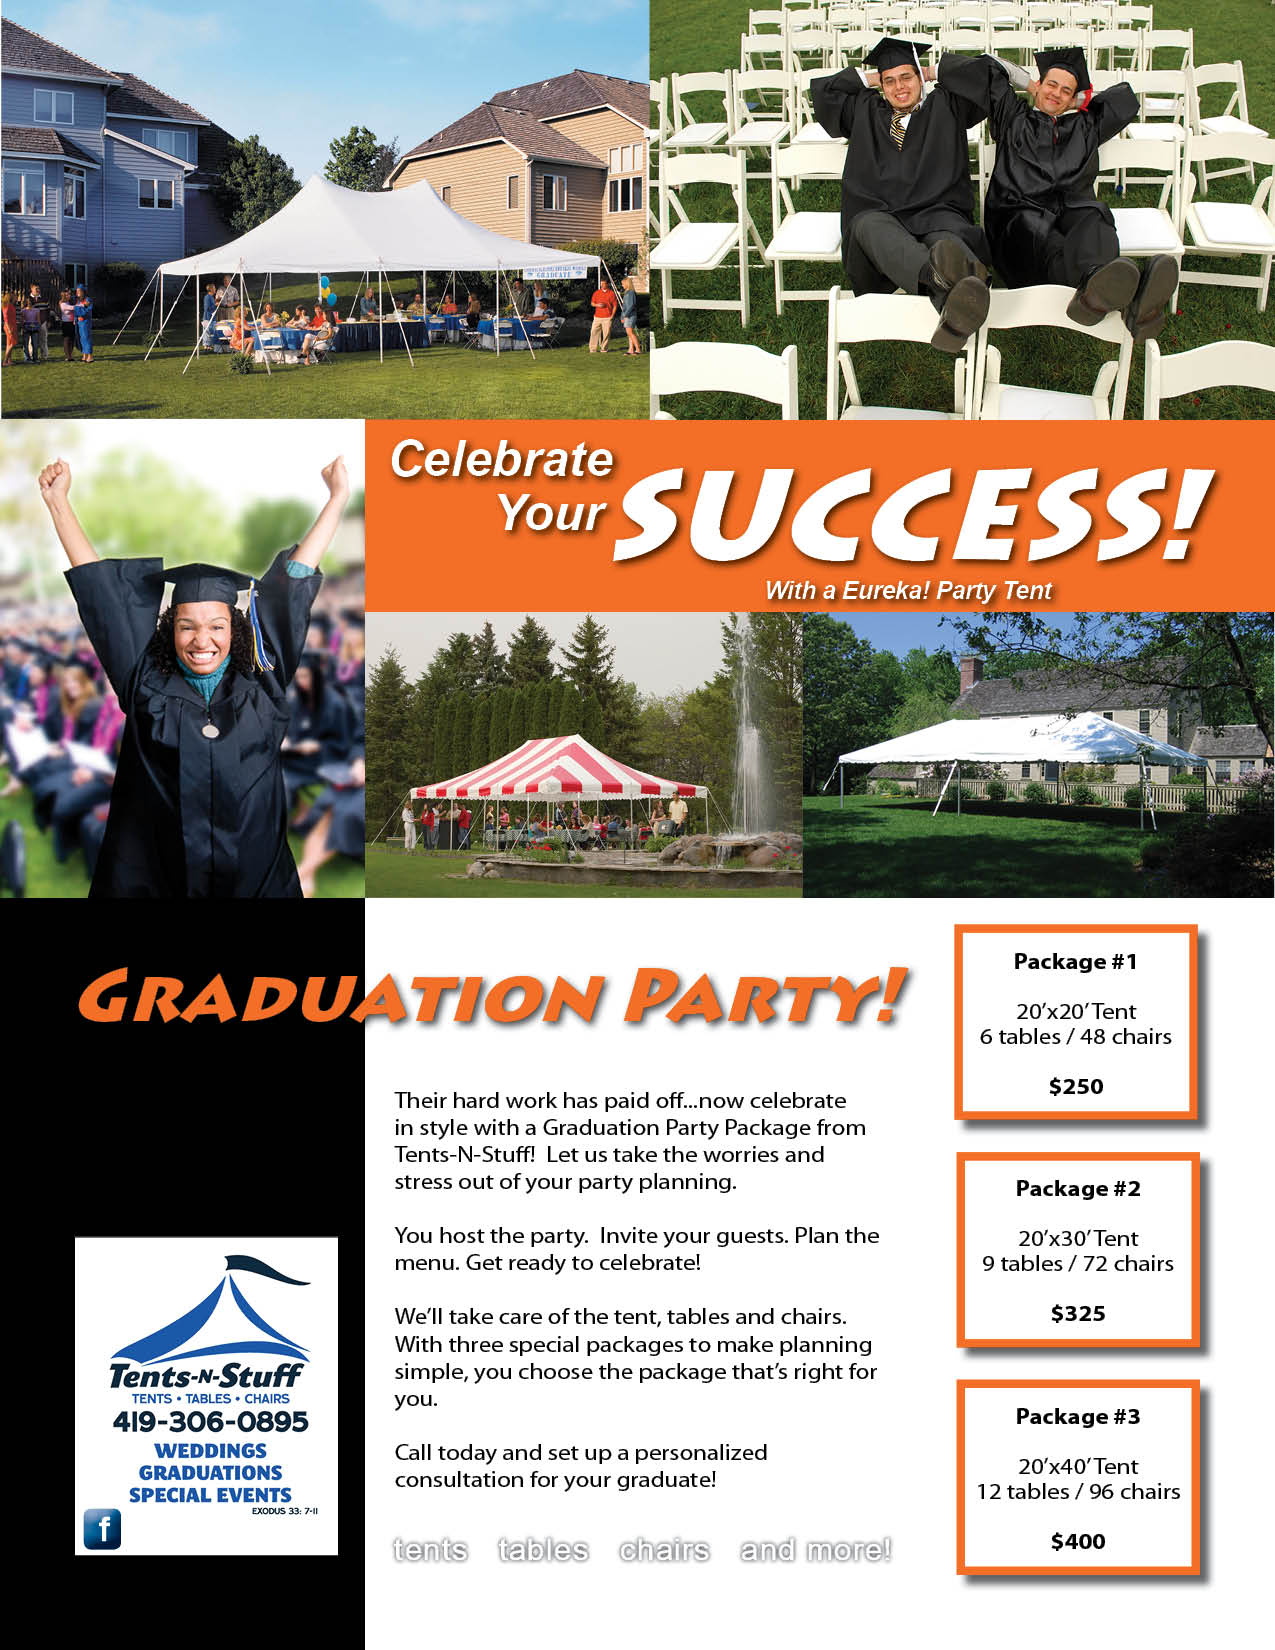 GRADUATE
Celebrate
Your
SUCCESS!
With a Eureka! Party Tent
GRADUATION PARTY!
Their hard work has paid off...now celebrate
in style with a Graduation Party Package from
Tents-N-Stuff!  Let us take the worries and
stress out of your party planning.
You host the party.  Invite your guests. Plan the
menu. Get ready to celebrate!
We'll take care of the tent, tables and chairs.
With three special packages to make planning
simple, you choose the package that's right for
you.
Call today and set up a personalized
consultation for your graduate!
tents   tables   chairs   and more!
Package #1
20'x20' Tent
6 tables / 48 chairs
$250
Package #2
20'x30' Tent
9 tables / 72 chairs
$325
Package #3
20'x40' Tent
12 tables / 96 chairs
$400
Tents-N-Stuff
TENTS • TABLES • CHAIRS
419-306-0895
WEDDINGS
GRADUATIONS
SPECIAL EVENTS
EXODUS 33: 7-11
f